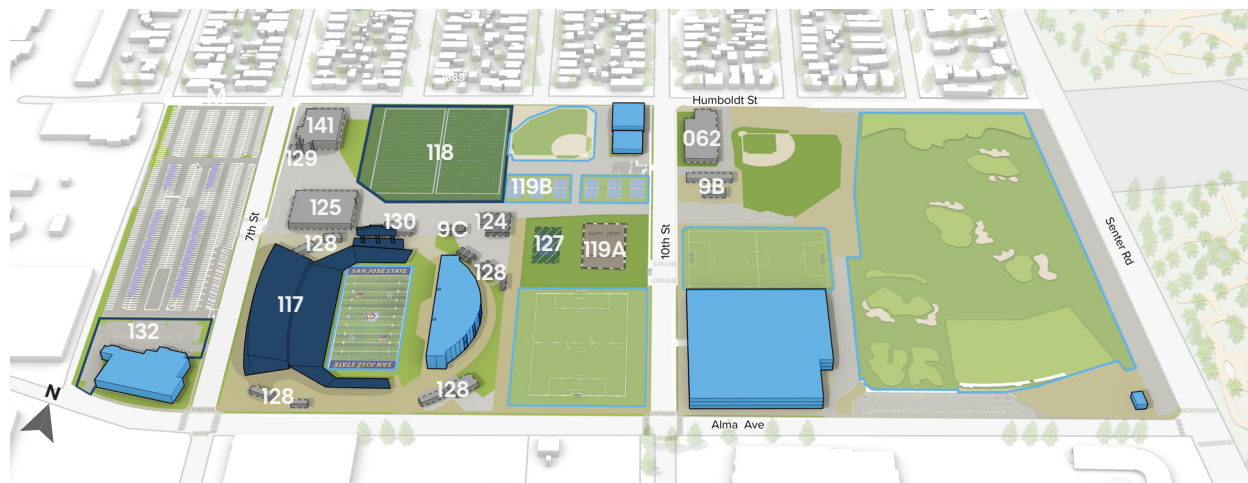 Humboldt St
141
062
129
118
119B
9B
125
130
9C
124
7th St
128
127
119A
10th St
Senter Rd
128
SAN JOSÉ STATE
117
132
SAN JOSÉ STATE
N
128
128
Alma Ave